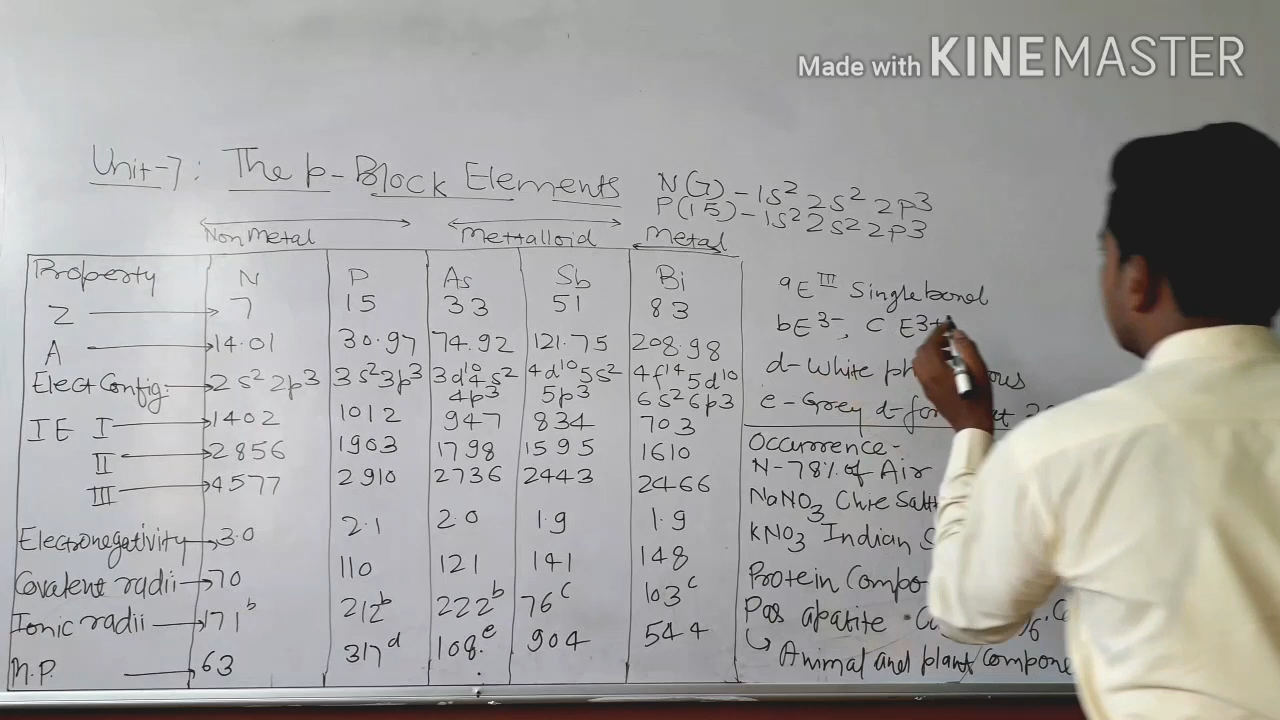 Made with KINEMASTER
Unit-7: The p-Block Elements
N(7) - 1s² 2s² 2p³
P(15) - 1s² 2s² 2p³
Non Metal Mettalloid Metal
Property N P As Sb Bi
Z 7 15 33 51 83
A 14.01 30.97 74.92 121.75 208.98
Elect Config:- 2s² 2p³ 3s² 3p³ 3d¹⁰ 4s² 4p³ 4d¹⁰ 5s² 5p³ 4f¹⁴ 5d¹⁰ 6s² 6p³
IE I 1402 1012 947 834 703
II 2856 1903 1798 1595 1610
III 4577 2910 2736 2443 2466
Electronegativity 3.0 2.1 2.0 1.9 1.9
Covalent radii 70 110 121 141 148
Ionic radii 171ᵇ 212ᵇ 222ᵇ 76ᶜ 103ᶜ
M.P. 63 317ᵈ 108.ᵉ 904 544
a E III Single bond
b E³⁻, C E³⁺
d - White
e - Grey
Occurrence -
N - 78% of Air
NaNO₃
KNO₃ Indian
Protein
P as apatite
Animal and plant